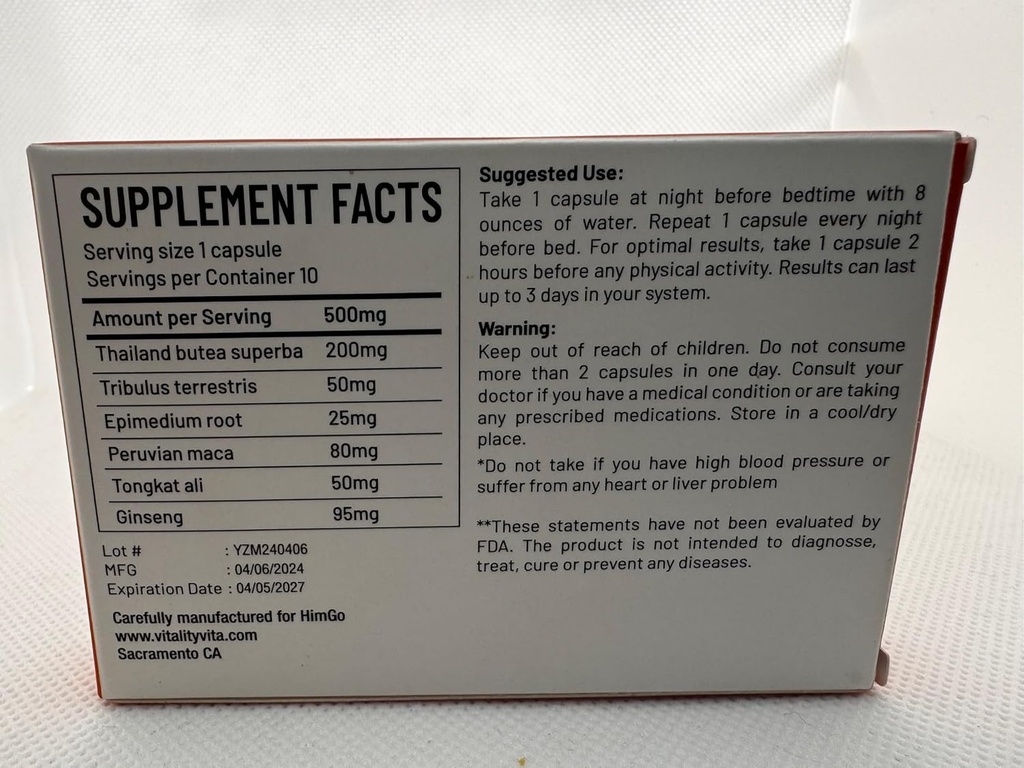 SUPPLEMENT FACTS
Serving size 1 capsule
Servings per Container 10
Amount per Serving 500mg
Thailand butea superba 200mg
Tribulus terrestris 50mg
Epimedium root 25mg
Peruvian maca 80mg
Tongkat ali 50mg
Ginseng 95mg
Lot # : YZM240406
MFG : 04/06/2024
Expiration Date : 04/05/2027
Carefully manufactured for HimGo
www.vitalityvita.com
Sacramento CA
Suggested Use:
Take 1 capsule at night before bedtime with 8
ounces of water. Repeat 1 capsule every night
before bed. For optimal results, take 1 capsule 2
hours before any physical activity. Results can last
up to 3 days in your system.
Warning:
Keep out of reach of children. Do not consume
more than 2 capsules in one day. Consult your
doctor if you have a medical condition or are taking
any prescribed medications. Store in a cool/dry
place.
*Do not take if you have high blood pressure or
suffer from any heart or liver problem
**These statements have not been evaluated by
FDA. The product is not intended to diagnosse,
treat, cure or prevent any diseases.